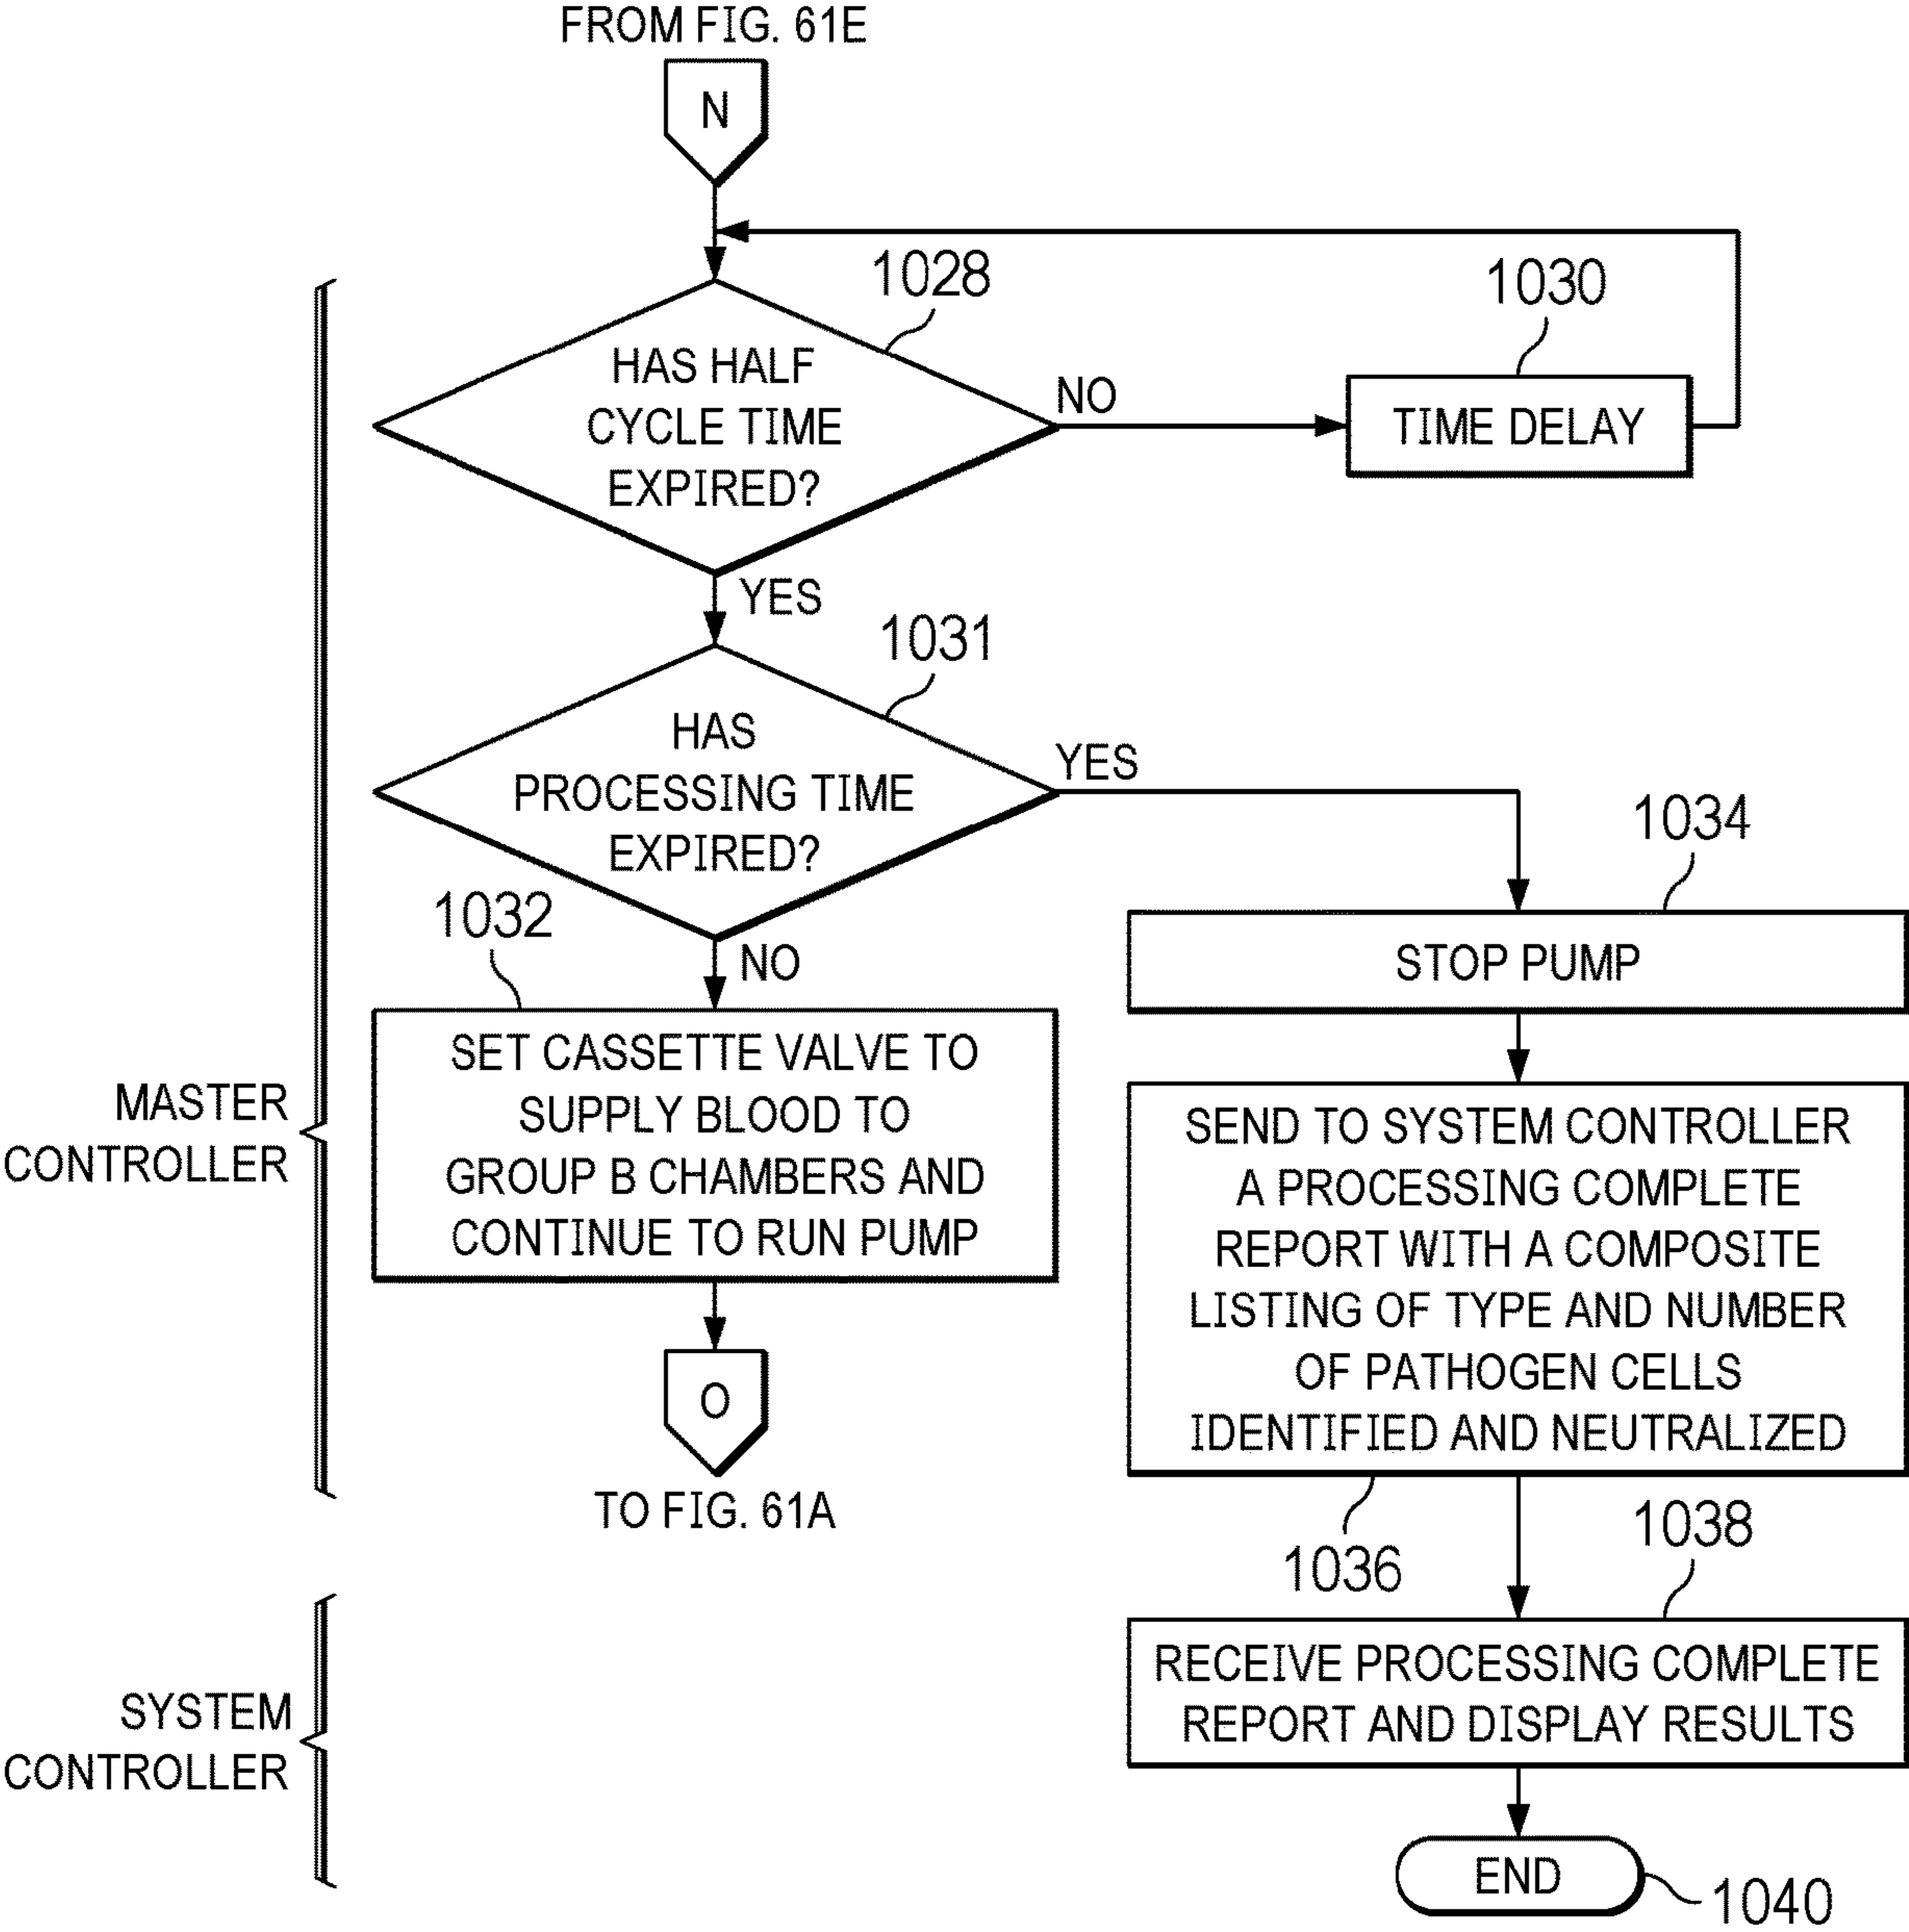 FROM FIG. 61E
N
1028
1030
HAS HALF
CYCLE TIME
EXPIRED?
NO
TIME DELAY
YES
1031
HAS
PROCESSING TIME
EXPIRED?
YES
1034
STOP PUMP
1032
NO
SET CASSETTE VALVE TO
SUPPLY BLOOD TO
GROUP B CHAMBERS AND
CONTINUE TO RUN PUMP
MASTER
CONTROLLER
SEND TO SYSTEM CONTROLLER
A PROCESSING COMPLETE
REPORT WITH A COMPOSITE
LISTING OF TYPE AND NUMBER
OF PATHOGEN CELLS
IDENTIFIED AND NEUTRALIZED
O
TO FIG. 61A
1036
1038
SYSTEM
CONTROLLER
RECEIVE PROCESSING COMPLETE
REPORT AND DISPLAY RESULTS
END
1040